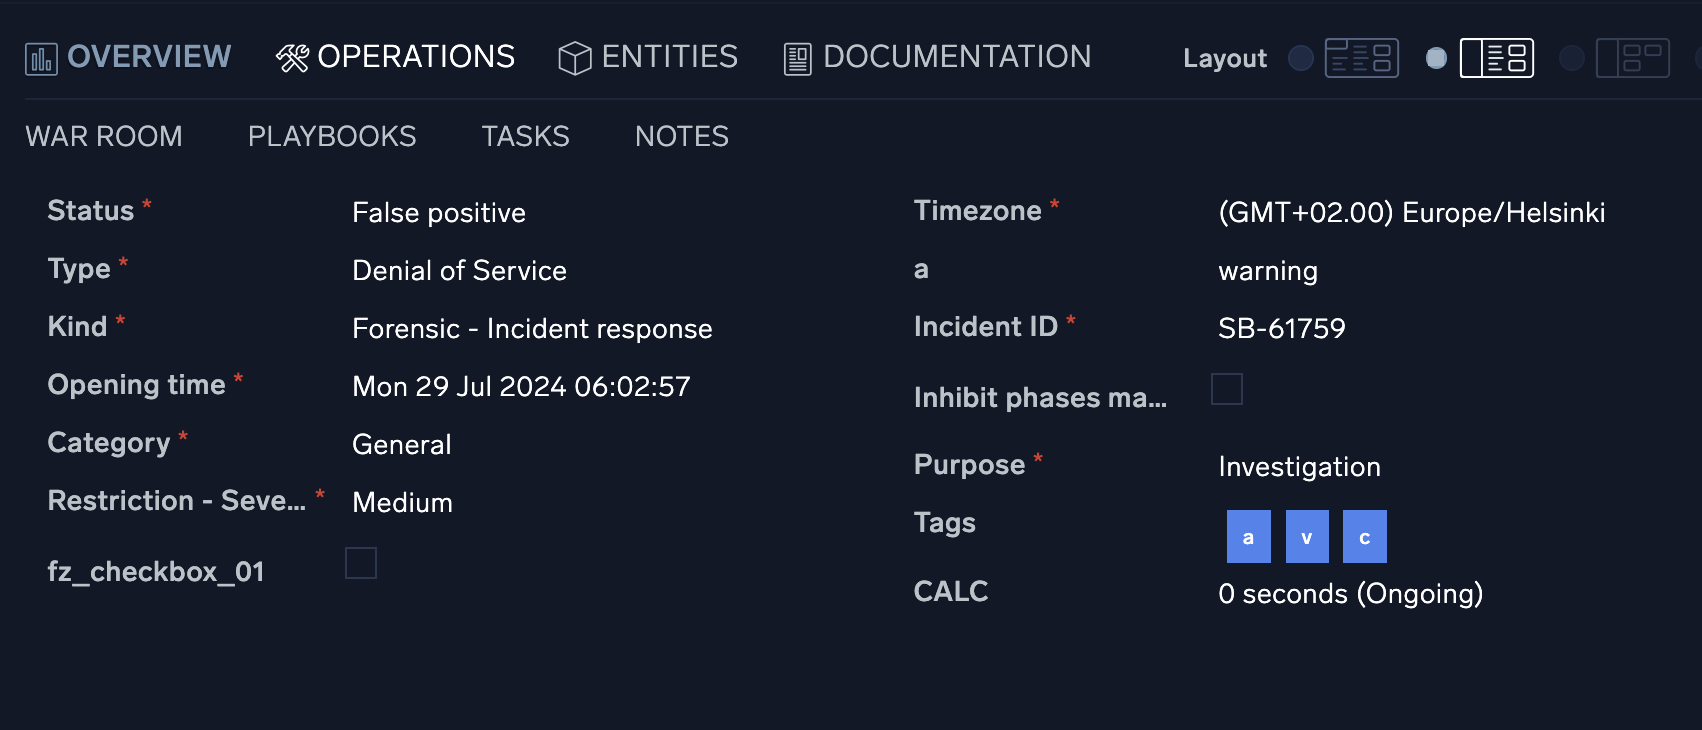 OVERVIEW OPERATIONS ENTITIES DOCUMENTATION Layout
WAR ROOM PLAYBOOKS TASKS NOTES
Status * False positive
Type * Denial of Service
Kind * Forensic - Incident response
Opening time * Mon 29 Jul 2024 06:02:57
Category * General
Restriction - Seve... * Medium
fz_checkbox_01
Timezone * (GMT+02.00) Europe/Helsinki
a warning
Incident ID * SB-61759
Inhibit phases ma...
Purpose * Investigation
Tags a v c
CALC 0 seconds (Ongoing)